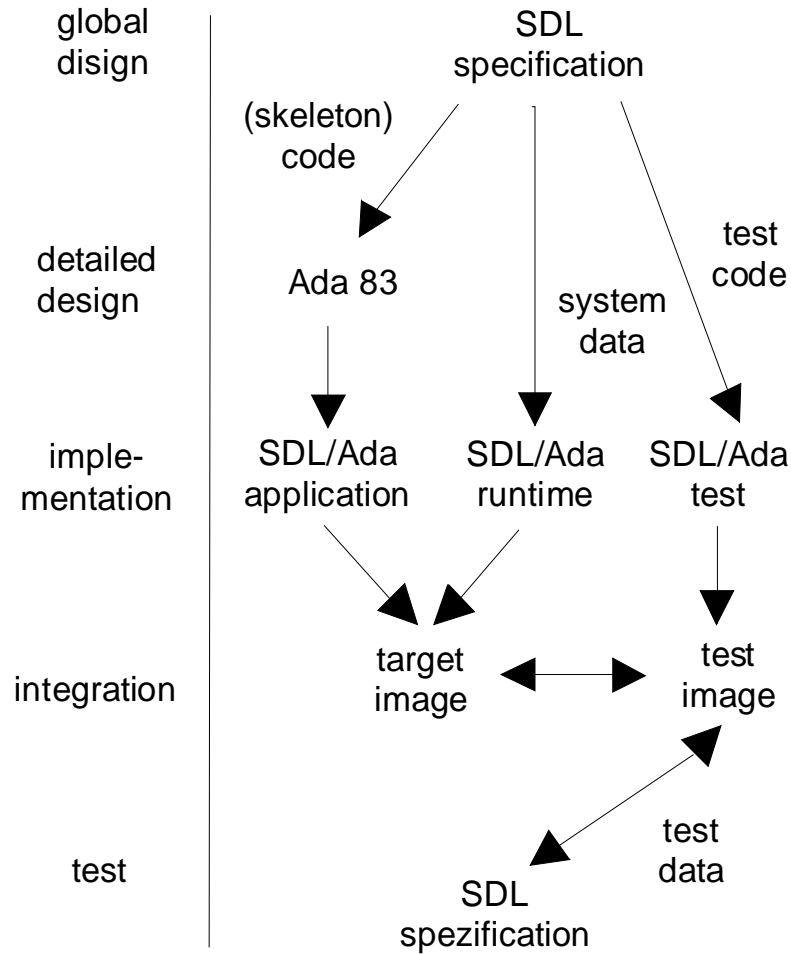 global
disign
SDL
specification
(skeleton)
code
detailed
design
Ada 83
system
data
test
code
imple-
mentation
SDL/Ada
application
SDL/Ada
runtime
SDL/Ada
test
integration
target
image
test
image
test
test
data
SDL
spezification